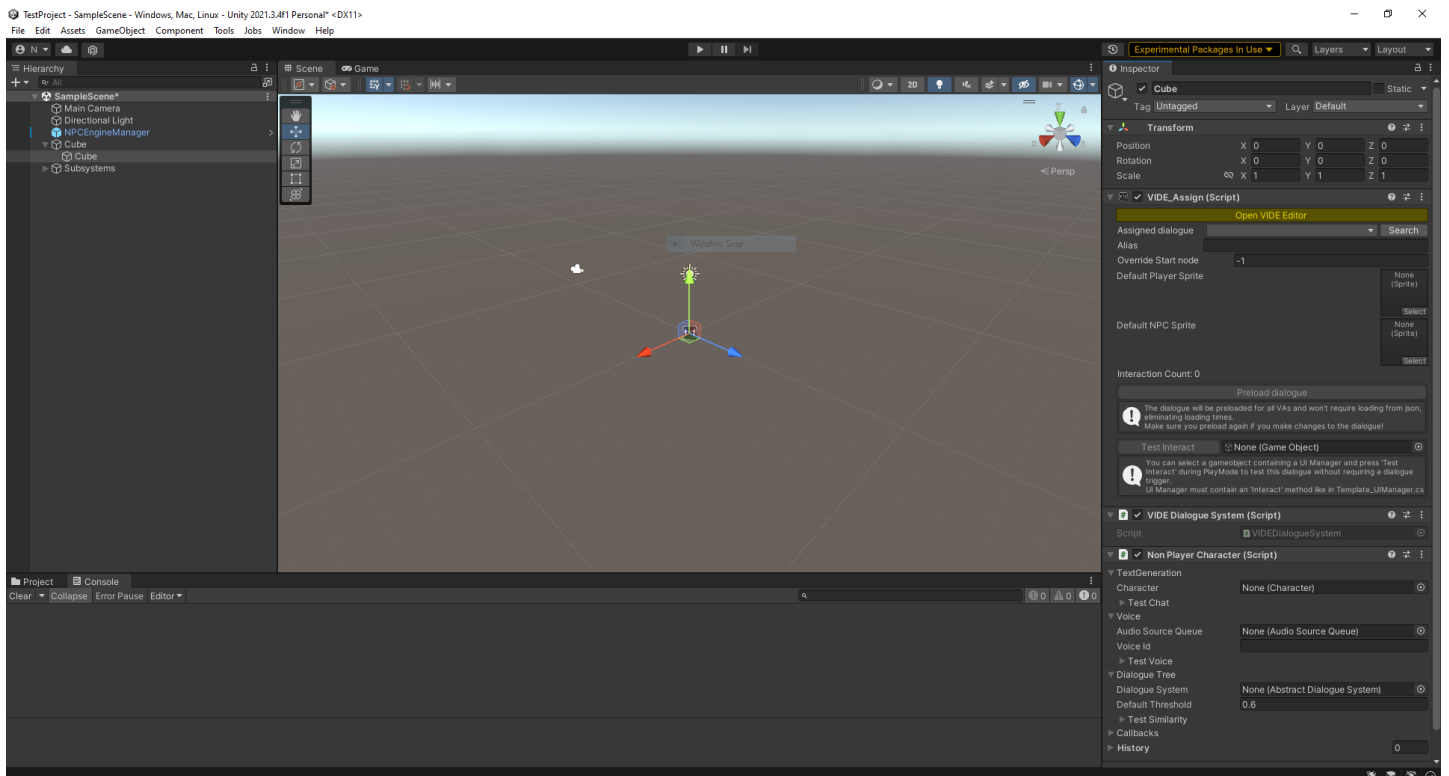 TestProject - SampleScene - Windows, Mac, Linux - Unity 2021.3.4f1 Personal* <DX11>
File Edit Assets GameObject Component Tools Jobs Window Help
N
Experimental Packages In Use
Layers
Layout
Hierarchy
All
SampleScene*
Main Camera
Directional Light
NPCEngineManager
Cube
Cube
Subsystems
Scene
Game
2D
Persp
Window Snip
Project
Console
Clear
Collapse
Error Pause
Editor
0
0
0
Inspector
Cube
Static
Tag Untagged
Layer Default
Transform
Position X 0 Y 0 Z 0
Rotation X 0 Y 0 Z 0
Scale X 1 Y 1 Z 1
VIDE_Assign (Script)
Open VIDE Editor
Assigned dialogue Search
Alias
Override Start node -1
Default Player Sprite
None
(Sprite)
Select
Default NPC Sprite
None
(Sprite)
Select
Interaction Count: 0
Preload dialogue
The dialogue will be preloaded for all VAs and won't require loading from json,
eliminating loading times.
Make sure you preload again if you make changes to the dialogue!
Test Interact None (Game Object)
You can select a gameobject containing a UI Manager and press 'Test
Interact' during PlayMode to test this dialogue without requiring a dialogue
trigger.
UI Manager must contain an 'Interact' method like in Template_UIManager.cs
VIDE Dialogue System (Script)
Script VIDEDialogueSystem
Non Player Character (Script)
TextGeneration
Character None (Character)
Test Chat
Voice
Audio Source Queue None (Audio Source Queue)
Voice Id
Test Voice
Dialogue Tree
Dialogue System None (Abstract Dialogue System)
Default Threshold 0.6
Test Similarity
Callbacks
History 0